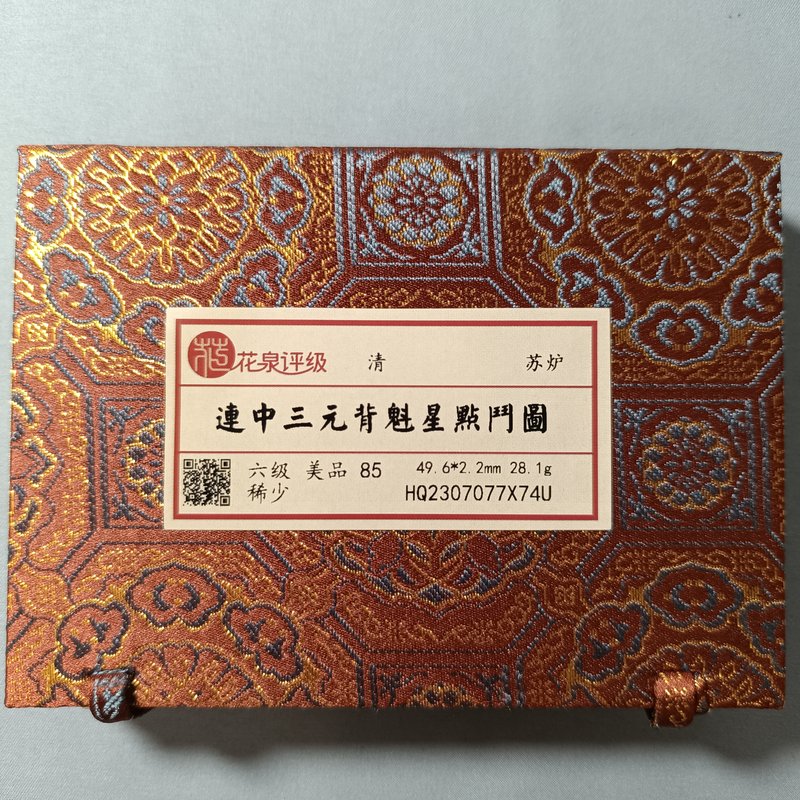 花泉评级 清 苏炉
連中三元背魁星點鬥圖
六级 美品 85 49.6*2.2mm 28.1g
稀少 HQ2307077X74U